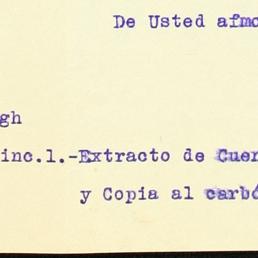 De Usted afmo
gh
inc.1.-Extracto de Cuen
y Copia al carbó